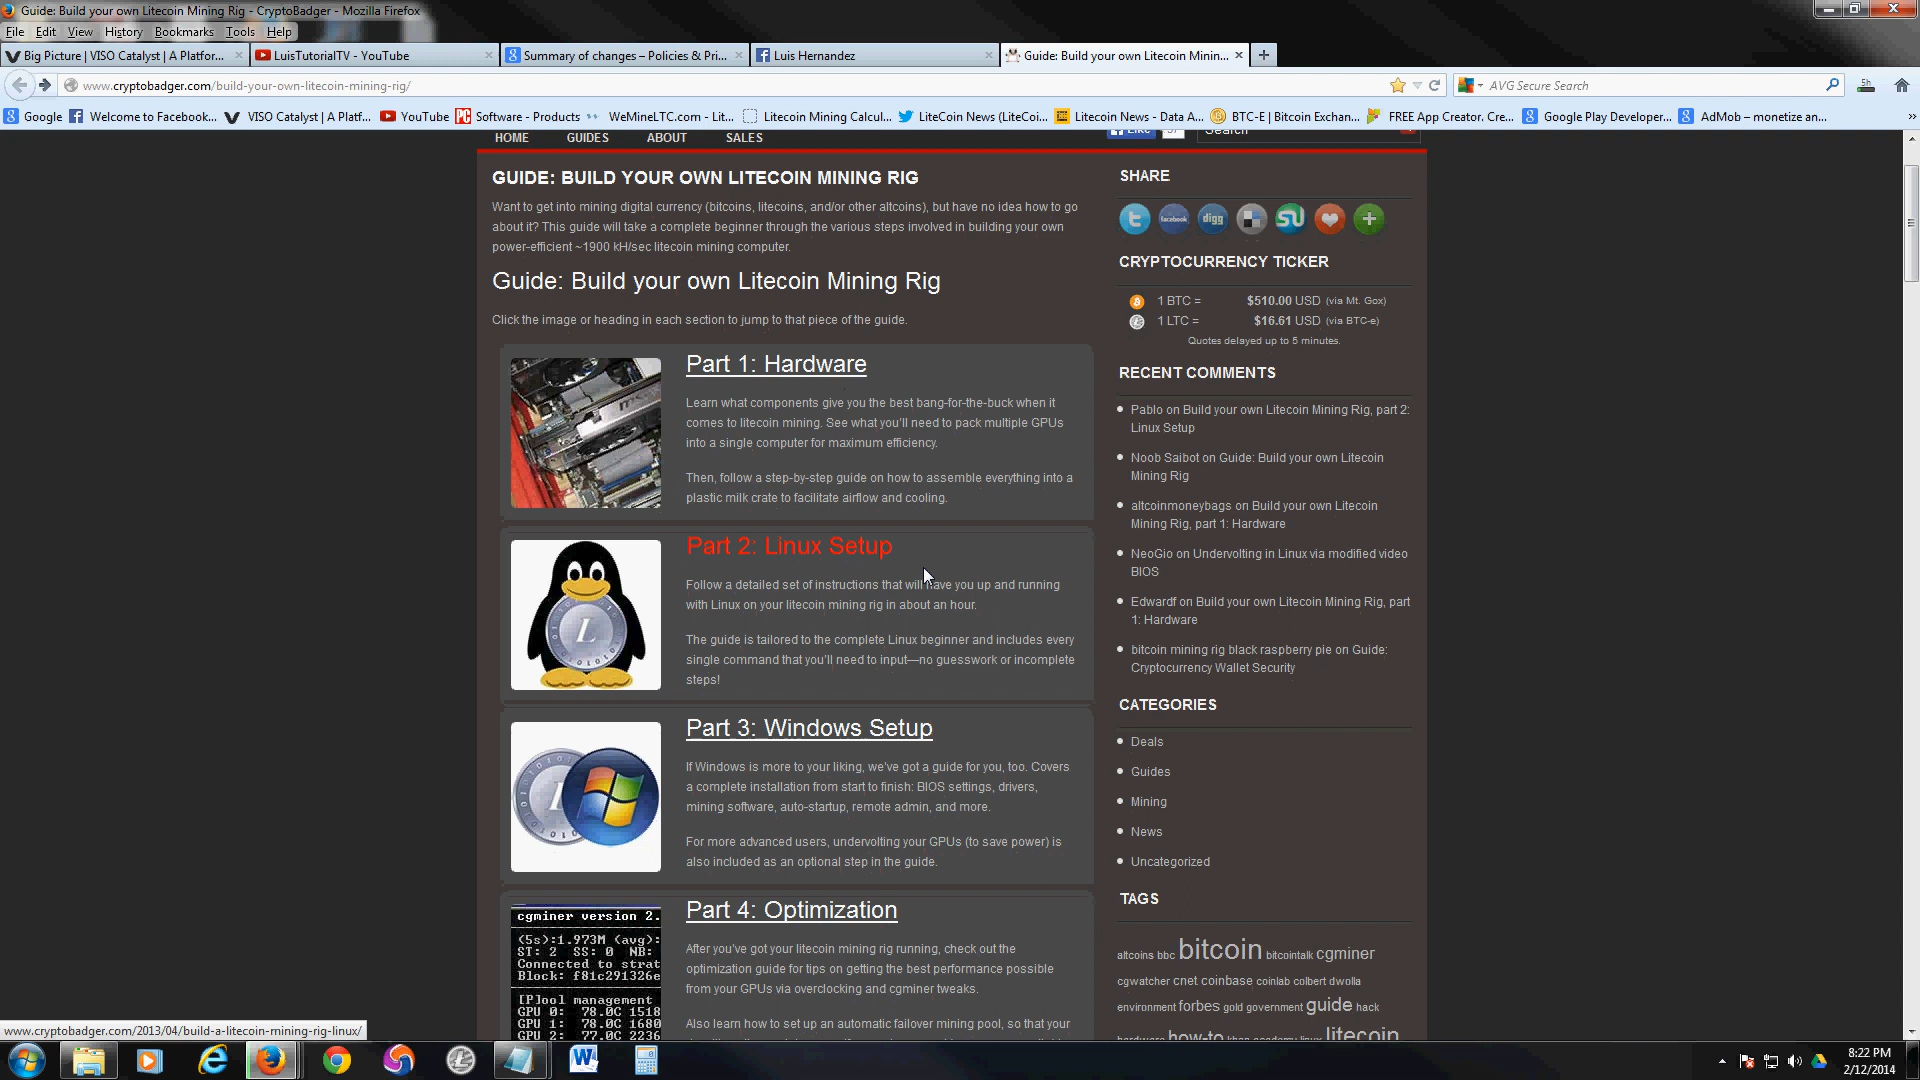 Guide: Build your own Litecoin Mining Rig - CryptoBadger - Mozilla Firefox
File Edit View History Bookmarks Tools Help
Big Picture | VISO Catalyst | A Platfor...
LuisTutorialTV - YouTube
Summary of changes – Policies & Pri...
Luis Hernandez
Guide: Build your own Litecoin Minin...
www.cryptobadger.com/build-your-own-litecoin-mining-rig/
AVG Secure Search
5h
Google
Welcome to Facebook...
VISO Catalyst | A Platf...
YouTube
Software - Products
WeMineLTC.com - Lit...
Litecoin Mining Calcul...
LiteCoin News (LiteCoi...
Litecoin News - Data A...
BTC-E | Bitcoin Exchan...
FREE App Creator. Cre...
Google Play Developer...
AdMob – monetize an...
HOME GUIDES ABOUT SALES
Like
Search
GUIDE: BUILD YOUR OWN LITECOIN MINING RIG
Want to get into mining digital currency (bitcoins, litecoins, and/or other altcoins), but have no idea how to go
about it? This guide will take a complete beginner through the various steps involved in building your own
power-efficient ~1900 kH/sec litecoin mining computer.
Guide: Build your own Litecoin Mining Rig
Click the image or heading in each section to jump to that piece of the guide.
Part 1: Hardware
Learn what components give you the best bang-for-the-buck when it
comes to litecoin mining. See what you'll need to pack multiple GPUs
into a single computer for maximum efficiency.
Then, follow a step-by-step guide on how to assemble everything into a
plastic milk crate to facilitate airflow and cooling.
Part 2: Linux Setup
Follow a detailed set of instructions that will have you up and running
with Linux on your litecoin mining rig in about an hour.
The guide is tailored to the complete Linux beginner and includes every
single command that you'll need to input—no guesswork or incomplete
steps!
Part 3: Windows Setup
If Windows is more to your liking, we've got a guide for you, too. Covers
a complete installation from start to finish: BIOS settings, drivers,
mining software, auto-startup, remote admin, and more.
For more advanced users, undervolting your GPUs (to save power) is
also included as an optional step in the guide.
cgminer version 2.
(5s):1.973M (avg):
ST: 2 SS: 0 NB:
Connected to strat
Block: f81c291326e
[P]ool management
GPU 0: 78.0C 1518
GPU 1: 78.0C 1680
GPU 2: 77.0C 2236
Part 4: Optimization
After you've got your litecoin mining rig running, check out the
optimization guide for tips on getting the best performance possible
from your GPUs via overclocking and cgminer tweaks.
Also learn how to set up an automatic failover mining pool, so that your
SHARE
facebook
digg
CRYPTOCURRENCY TICKER
1 BTC = $510.00 USD (via Mt. Gox)
1 LTC = $16.61 USD (via BTC-e)
Quotes delayed up to 5 minutes.
RECENT COMMENTS
Pablo on Build your own Litecoin Mining Rig, part 2:
Linux Setup
Noob Saibot on Guide: Build your own Litecoin
Mining Rig
altcoinmoneybags on Build your own Litecoin
Mining Rig, part 1: Hardware
NeoGio on Undervolting in Linux via modified video
BIOS
Edwardf on Build your own Litecoin Mining Rig, part
1: Hardware
bitcoin mining rig black raspberry pie on Guide:
Cryptocurrency Wallet Security
CATEGORIES
Deals
Guides
Mining
News
Uncategorized
TAGS
altcoins bbc bitcoin bitcointalk cgminer
cgwatcher cnet coinbase coinlab colbert dwolla
environment forbes gold government guide hack
hardware how-to khan academy linux litecoin
www.cryptobadger.com/2013/04/build-a-litecoin-mining-rig-linux/
8:22 PM
2/12/2014